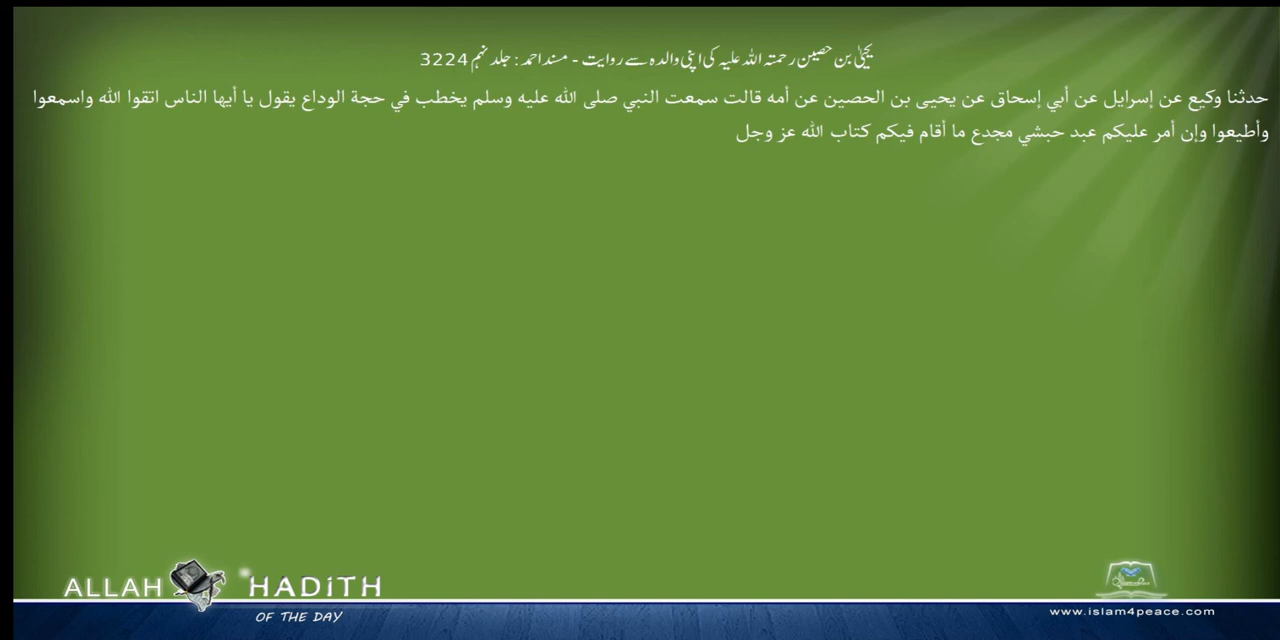 یحییٰ بن حصین رحمتہ اللہ علیہ کی اپنی والدہ سے روایت - مسند احمد : جلد نہم 3224
حدثنا وكيع عن إسرايل عن أبي إسحاق عن يحيى بن الحصين عن أمه قالت سمعت النبي صلى الله عليه وسلم يخطب في حجة الوداع يقول يا أيها الناس اتقوا الله واسمعوا
وأطيعوا وإن أمر عليكم عبد حبشي مجدع ما أقام فيكم كتاب الله عز وجل
ALLAH HADITH
OF THE DAY
www.islam4peace.com